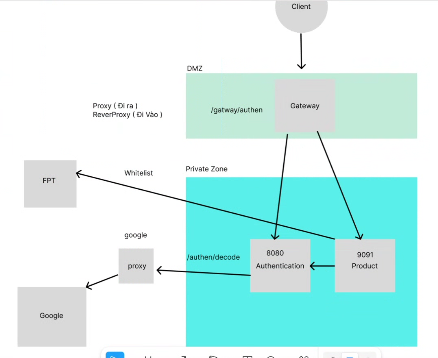 Client
DMZ
Proxy ( Đi ra )
ReverProxy ( Đi Vào )
/gatway/authen
Gateway
Whitelist
Private Zone
FPT
google
/authen/decode
8080
Authentication
9091
Product
proxy
Google